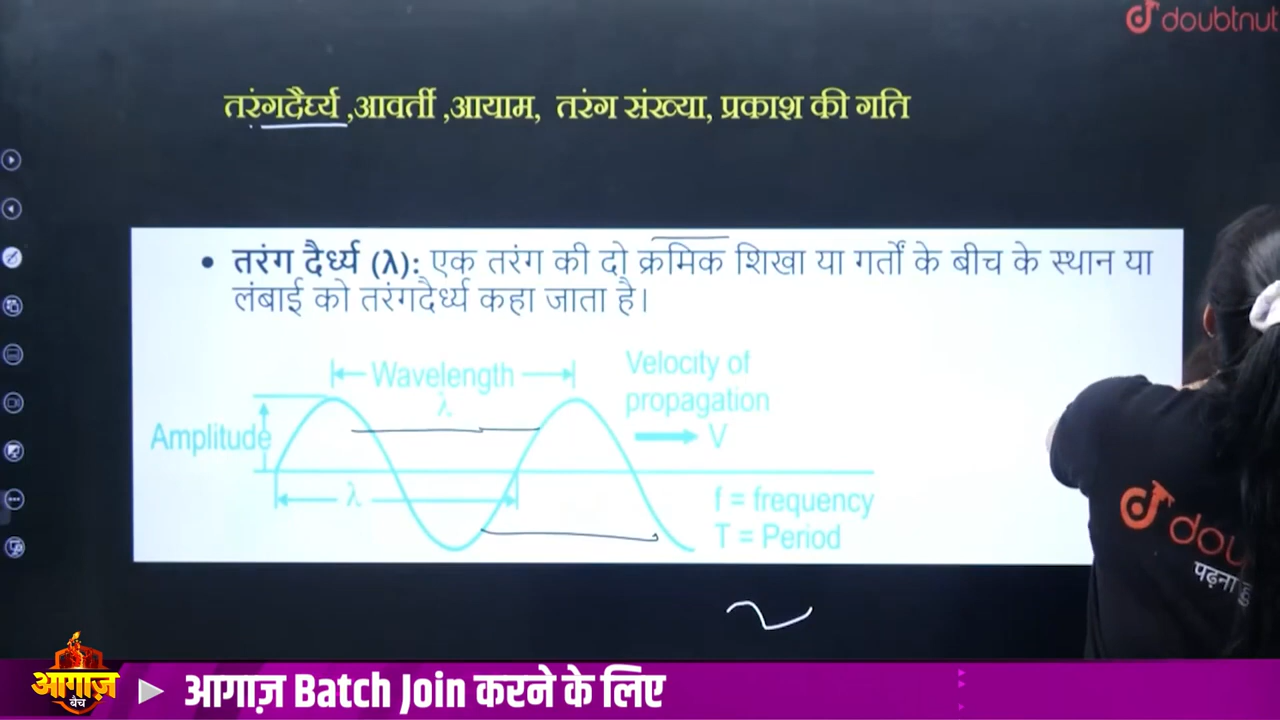 doubtnut
तरंगदैर्घ्य ,आवर्ती ,आयाम, तरंग संख्या, प्रकाश की गति
• तरंग दैर्ध्य (λ): एक तरंग की दो क्रमिक शिखा या गर्तों के बीच के स्थान या
लंबाई को तरंगदैर्ध्य कहा जाता है।
Wavelength
λ
Velocity of
propagation
V
Amplitude
λ
f = frequency
T = Period
dou
पढ़ना
आगाज़
बैच
आगाज़ Batch Join करने के लिए